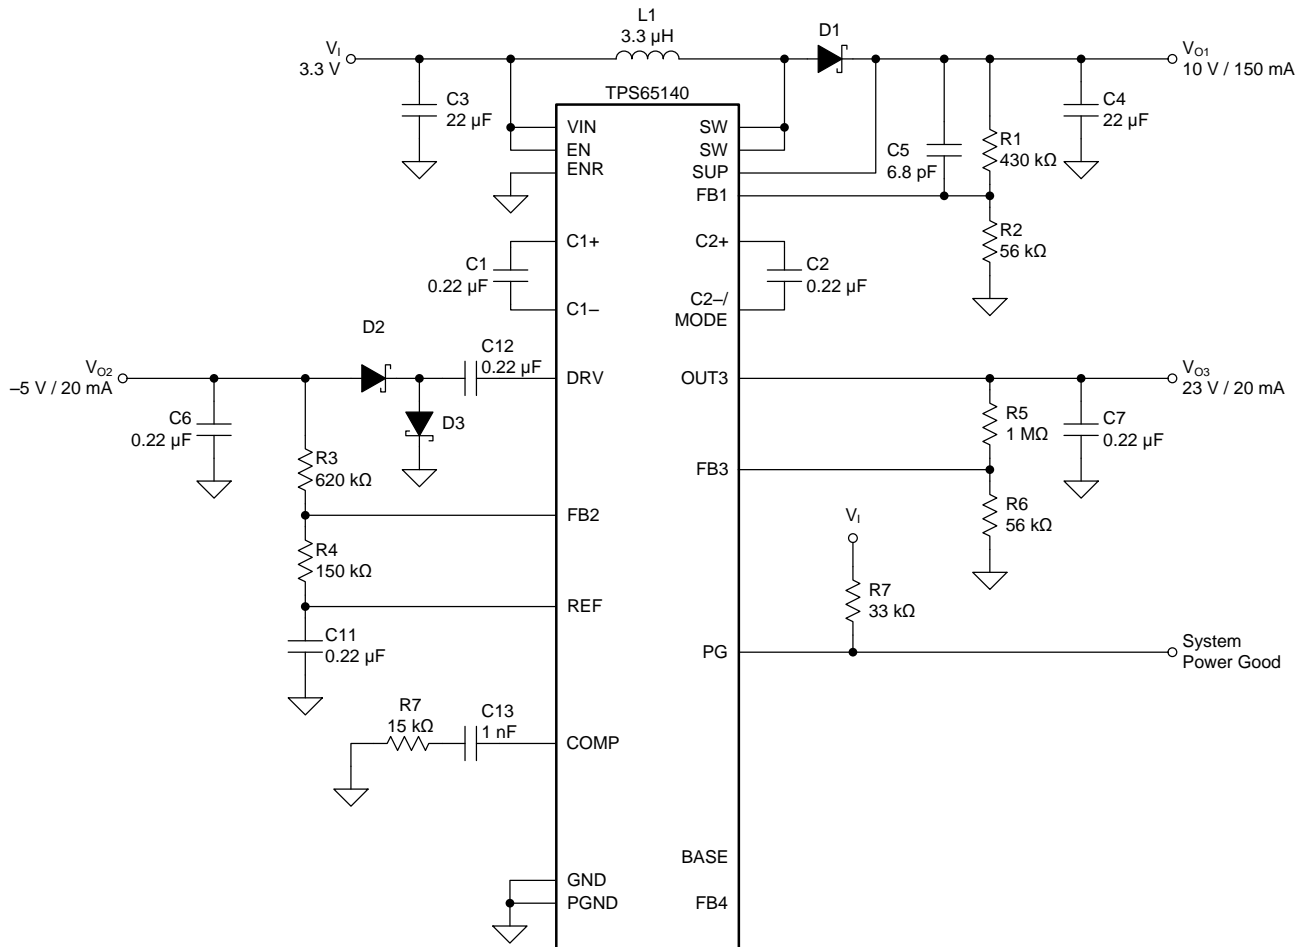 L1
3.3 µH
D1
VI
3.3 V
VO1
10 V / 150 mA
C3
22 µF
TPS65140
C4
22 µF
VIN
EN
ENR
SW
SW
SUP
FB1
C5
6.8 pF
R1
430 kΩ
R2
56 kΩ
C1+
C1
0.22 µF
C1–
C2+
C2
0.22 µF
C2–/
MODE
D2
C12
0.22 µF
VO2
–5 V / 20 mA
DRV
OUT3
VO3
23 V / 20 mA
C6
0.22 µF
D3
R5
1 MΩ
C7
0.22 µF
R3
620 kΩ
FB3
R6
56 kΩ
FB2
VI
R4
150 kΩ
R7
33 kΩ
REF
C11
0.22 µF
PG
System
Power Good
R7
15 kΩ
C13
1 nF
COMP
BASE
GND
PGND
FB4